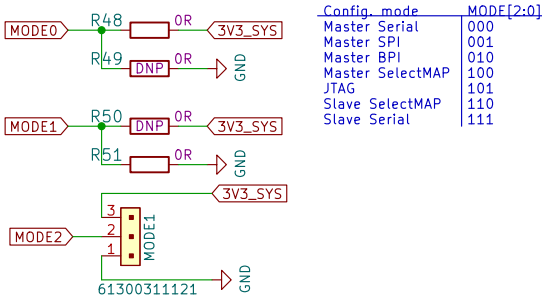 R48 0R
MODE0 3V3_SYS
R49 0R
DNP GND
R50 0R
MODE1 DNP 3V3_SYS
R51 0R
GND
3V3_SYS
3
MODE2 2 MODE1
1
GND
61300311121
Config. mode MODE[2:0]
Master Serial 000
Master SPI 001
Master BPI 010
Master SelectMAP 100
JTAG 101
Slave SelectMAP 110
Slave Serial 111